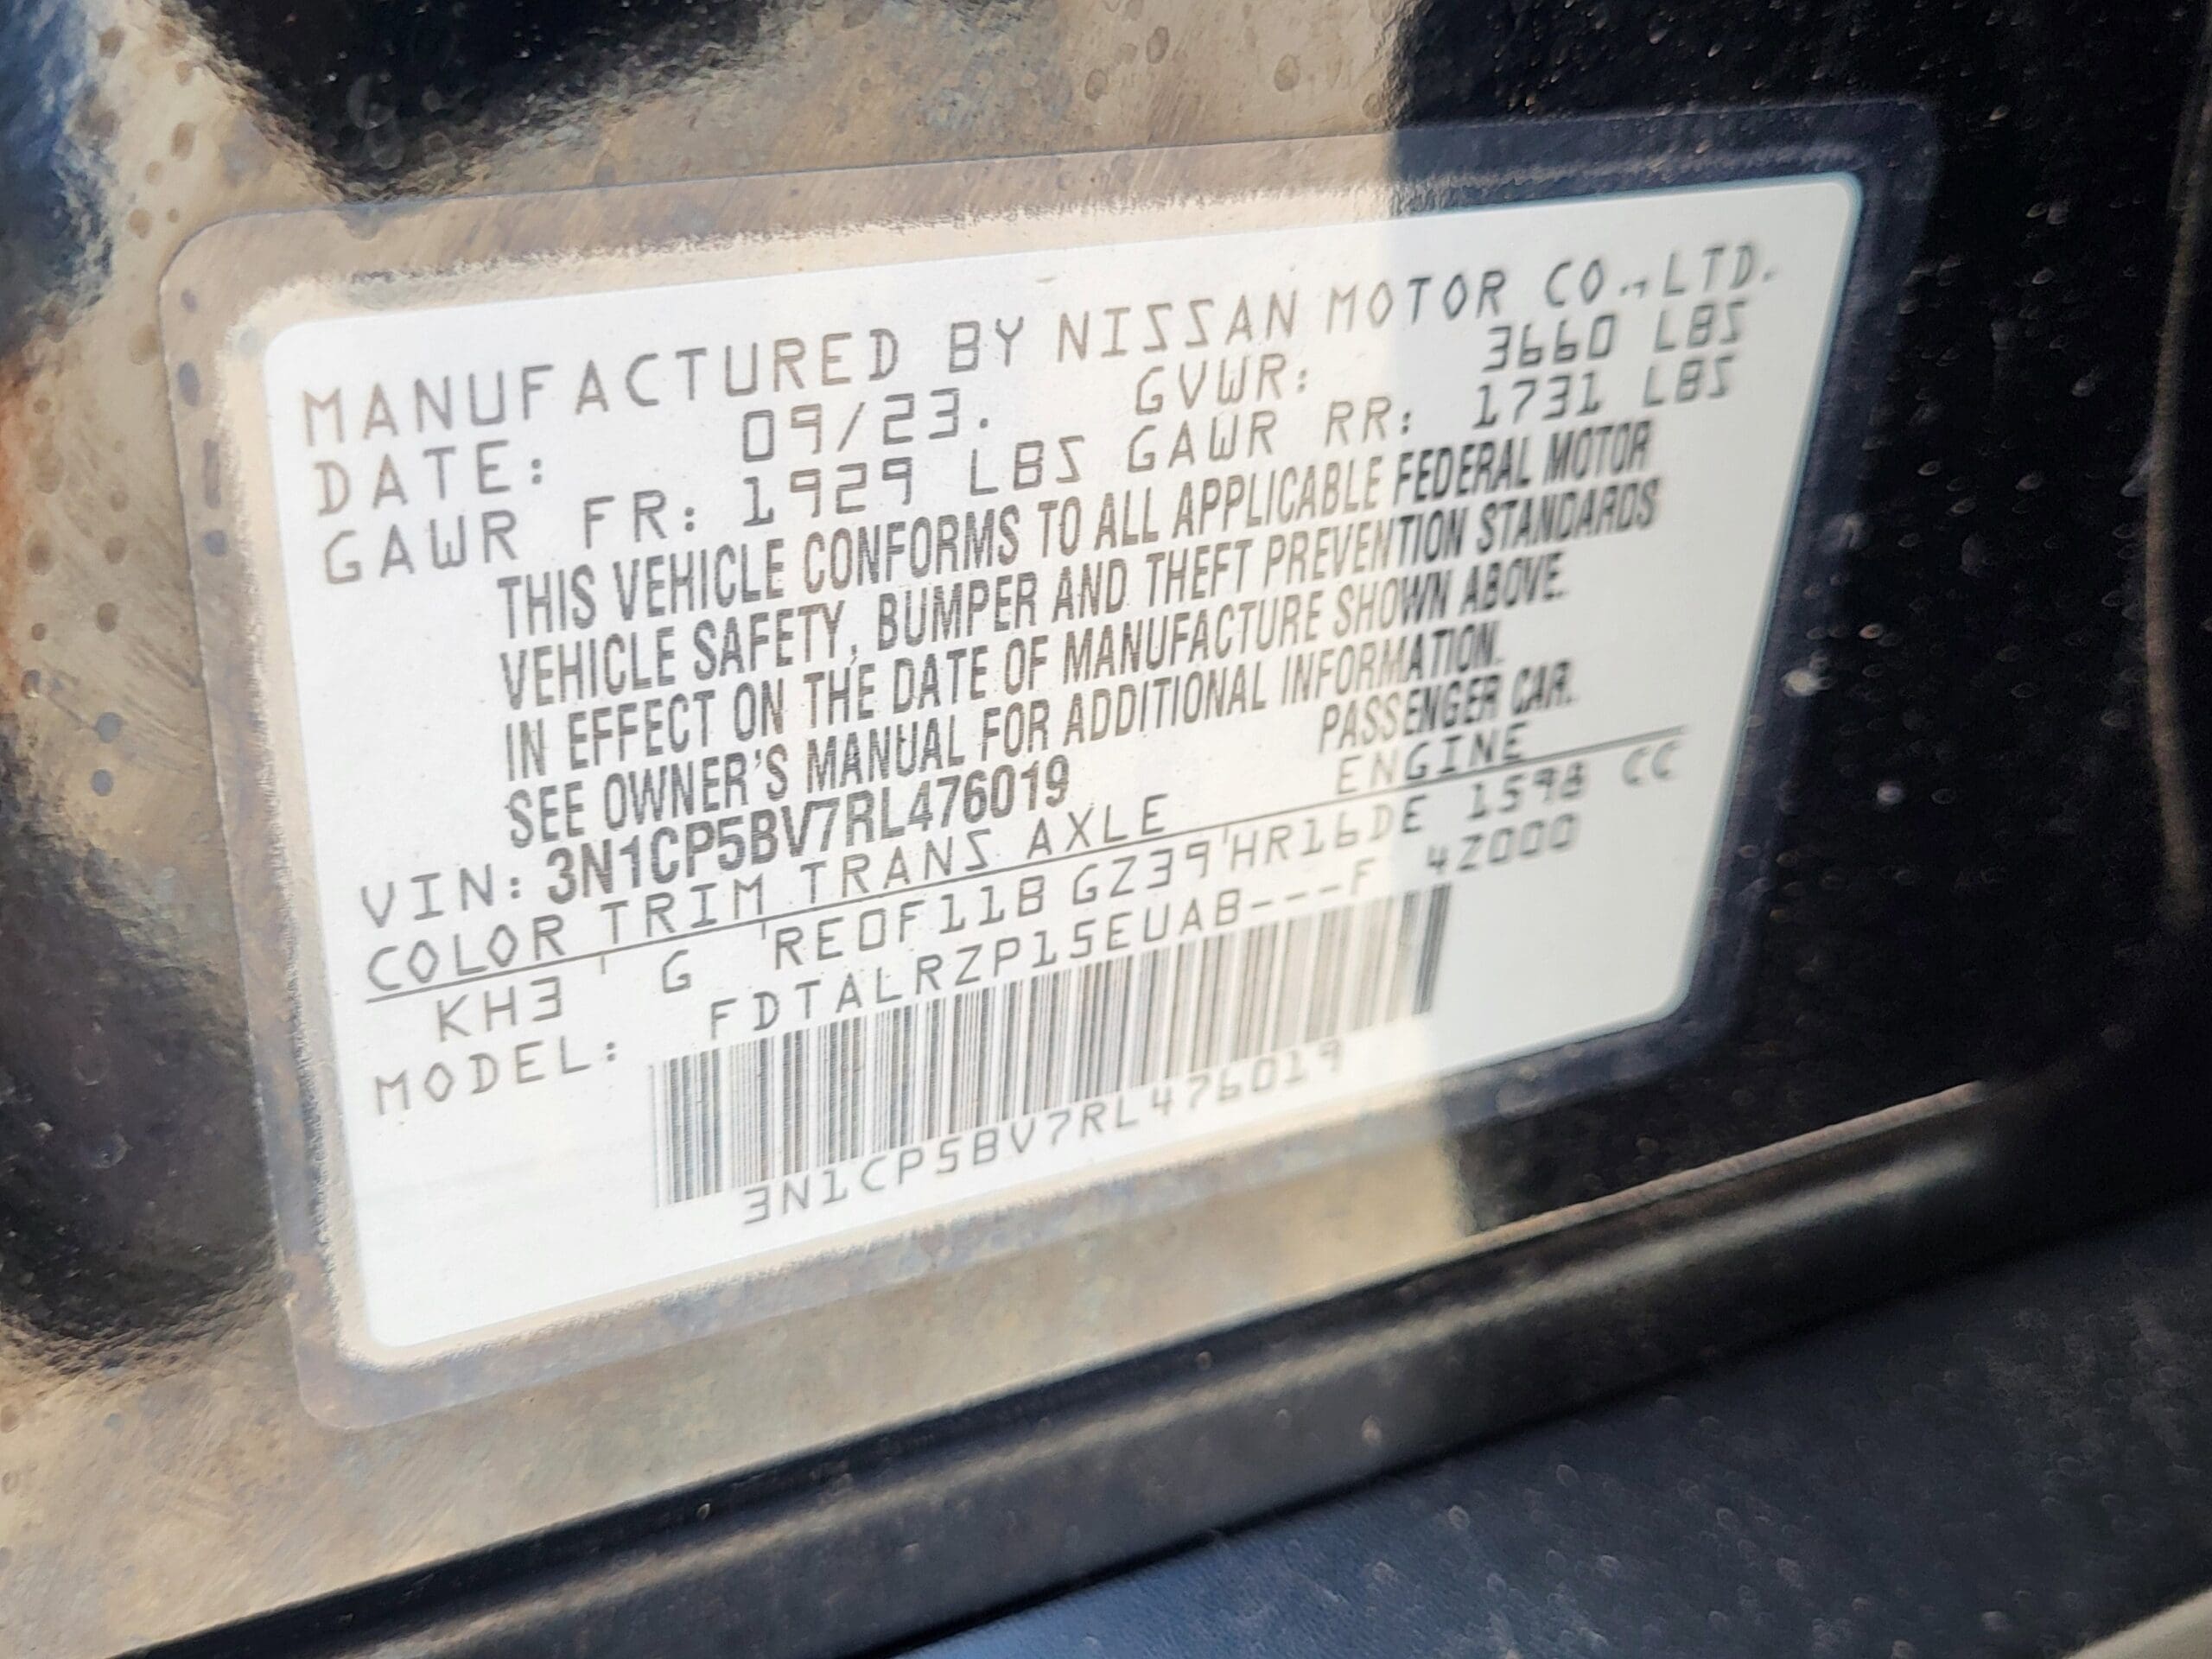 MANUFACTURED BY NISSAN MOTOR CO.,LTD.
DATE: 09/23. GVWR: 3660 LBS
GAWR FR: 1929 LBS GAWR RR: 1731 LBS
THIS VEHICLE CONFORMS TO ALL APPLICABLE FEDERAL MOTOR
VEHICLE SAFETY, BUMPER AND THEFT PREVENTION STANDARDS
IN EFFECT ON THE DATE OF MANUFACTURE SHOWN ABOVE.
SEE OWNER'S MANUAL FOR ADDITIONAL INFORMATION.
VIN: 3N1CP5BV7RL476019 PASSENGER CAR.
COLOR TRIM TRANS AXLE ENGINE
KH3 G RE0F11B GZ39 HR16DE 1598 CC
MODEL: FDTALRZP15EUAB---F 4Z000
3N1CP5BV7RL476019